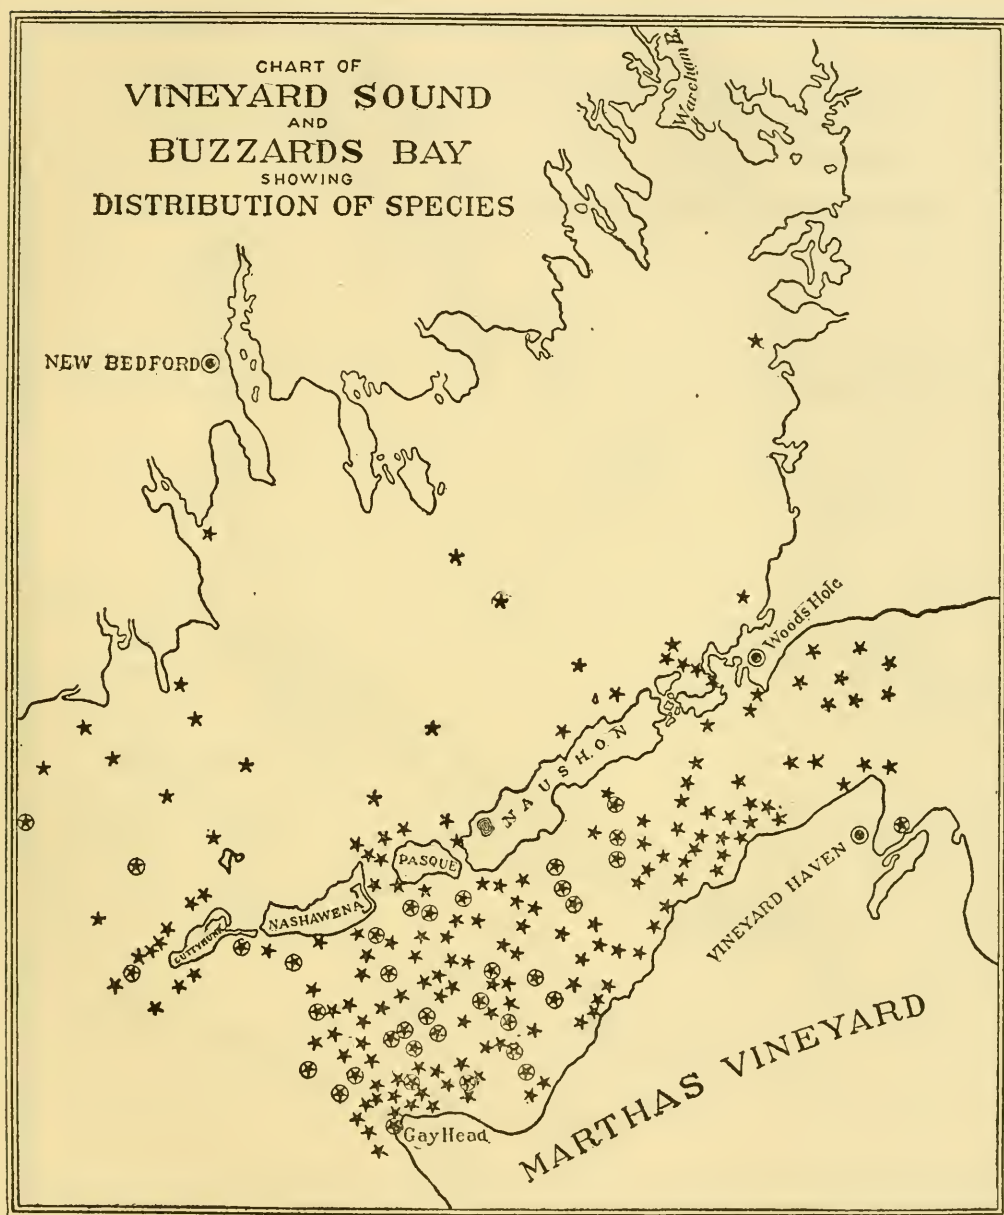 CHART OF
VINEYARD SOUND
AND
BUZZARDS BAY
SHOWING
DISTRIBUTION OF SPECIES
Wareham R.
NEW BEDFORD
Woods Hole
NAUSHON
PASQUE
NASHAWENA
CUTTYHUNK
VINEYARD HAVEN
MARTHAS VINEYARD
Gay Head